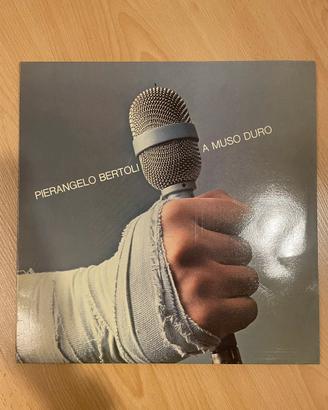 PIERANGELO BERTOLI
A MUSO DURO